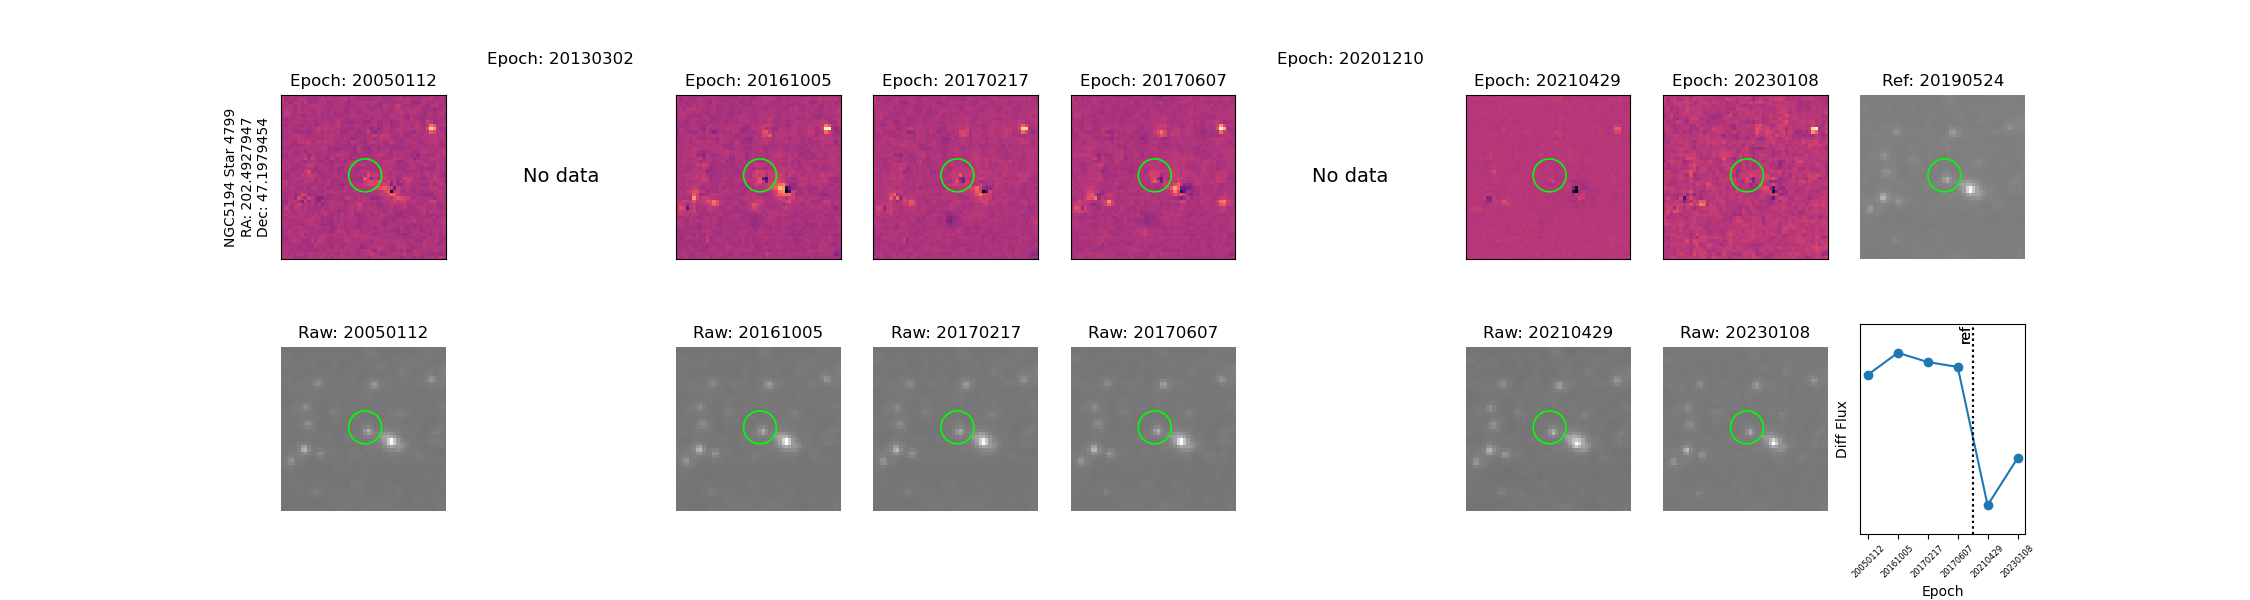 Epoch: 20130302
Epoch: 20201210
Epoch: 20050112
Epoch: 20161005
Epoch: 20170217
Epoch: 20170607
Epoch: 20210429
Epoch: 20230108
Ref: 20190524
NGC5194 Star 4799
RA: 202.4927947
Dec: 47.1979454
No data
No data
Raw: 20050112
Raw: 20161005
Raw: 20170217
Raw: 20170607
Raw: 20210429
Raw: 20230108
ref
Diff Flux
20050112
20161005
20170217
20170607
20210429
20230108
Epoch